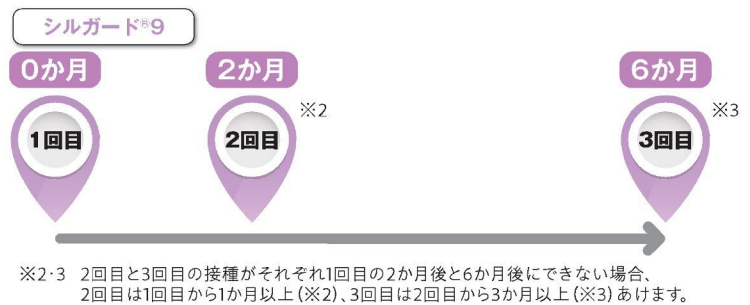 シルガード®9
0か月 2か月 6か月
1回目 2回目 ※2 3回目 ※3
※2・3 2回目と3回目の接種がそれぞれ1回目の2か月後と6か月後にできない場合、
2回目は1回目から1か月以上(※2)、3回目は2回目から3か月以上(※3)あけます。